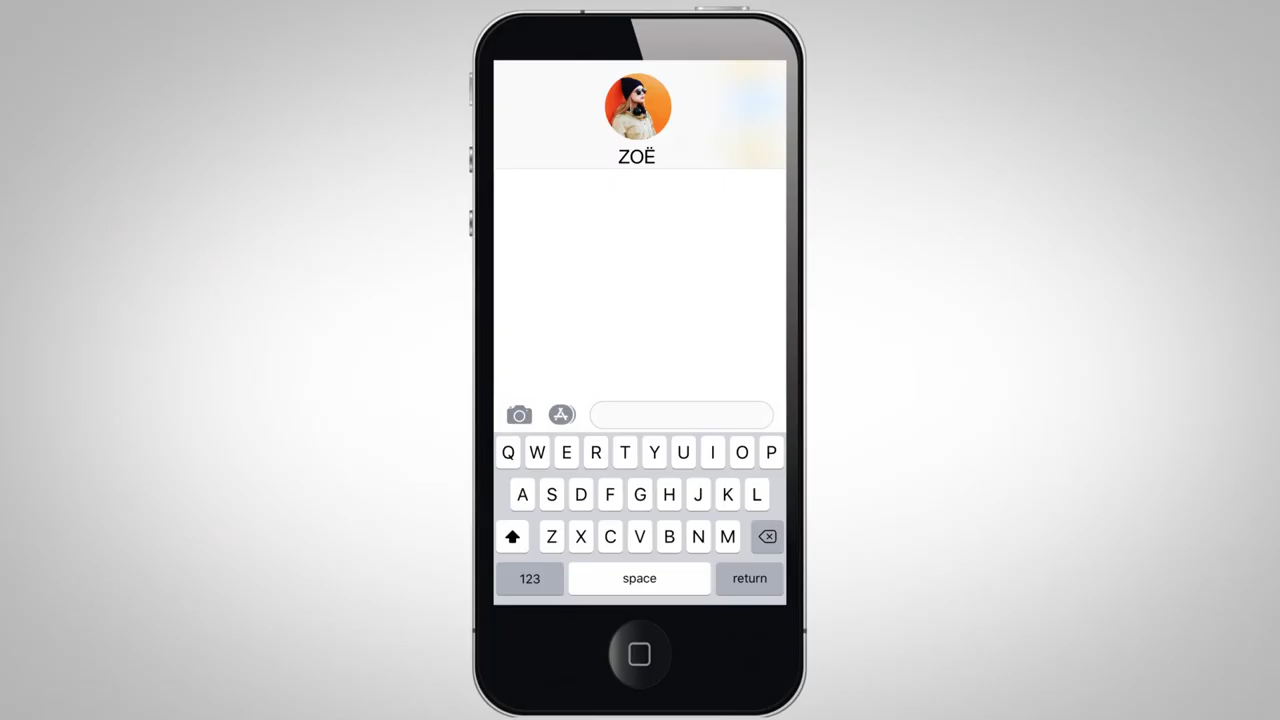 ZOË
Q W E R T Y U I O P
A S D F G H J K L
Z X C V B N M
123 space return